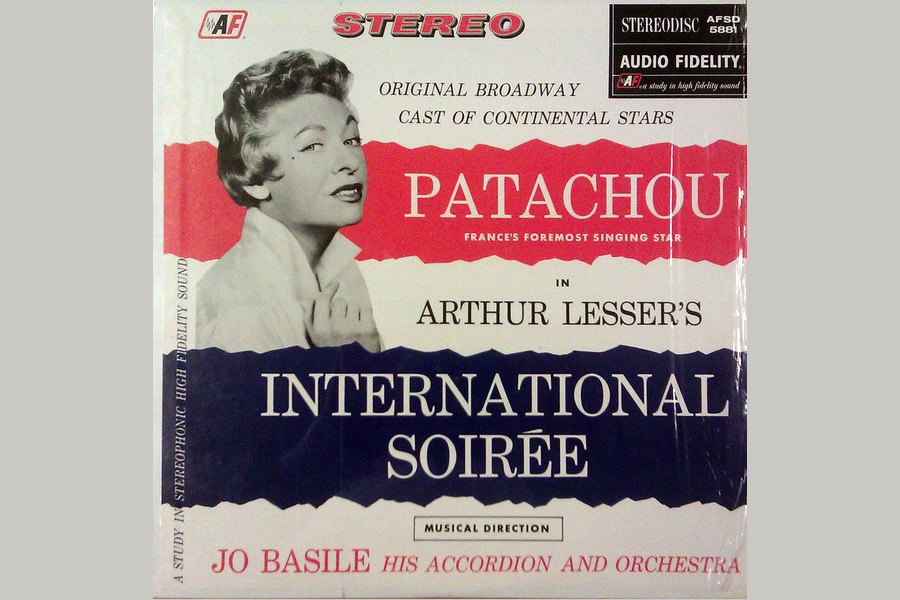 AF
STEREO
STEREODISC AFSD 5881
AUDIO FIDELITY
AF a study in high fidelity sound
ORIGINAL BROADWAY
CAST OF CONTINENTAL STARS
PATACHOU
FRANCE'S FOREMOST SINGING STAR
IN
ARTHUR LESSER'S
INTERNATIONAL
SOIRÉE
MUSICAL DIRECTION
JO BASILE HIS ACCORDION AND ORCHESTRA
A STUDY IN STEREOPHONIC HIGH FIDELITY SOUND